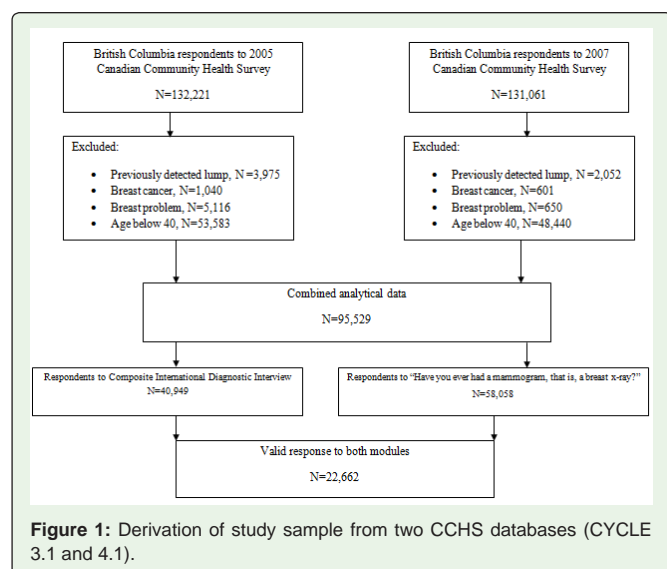 British Columbia respondents to 2005
Canadian Community Health Survey
N=132,221
British Columbia respondents to 2007
Canadian Community Health Survey
N=131,061
Excluded:
• Previously detected lump, N =3,975
• Breast cancer, N=1,040
• Breast problem, N=5,116
• Age below 40, N=53,583
Excluded:
• Previously detected lump, N =2,052
• Breast cancer, N=601
• Breast problem, N=650
• Age below 40, N=48,440
Combined analytical data
N=95,529
Respondents to Composite International Diagnostic Interview
N=40,949
Respondents to “Have you ever had a mammogram, that is, a breast x-ray?”
N=58,058
Valid response to both modules
N=22,662
Figure 1: Derivation of study sample from two CCHS databases (CYCLE
3.1 and 4.1).